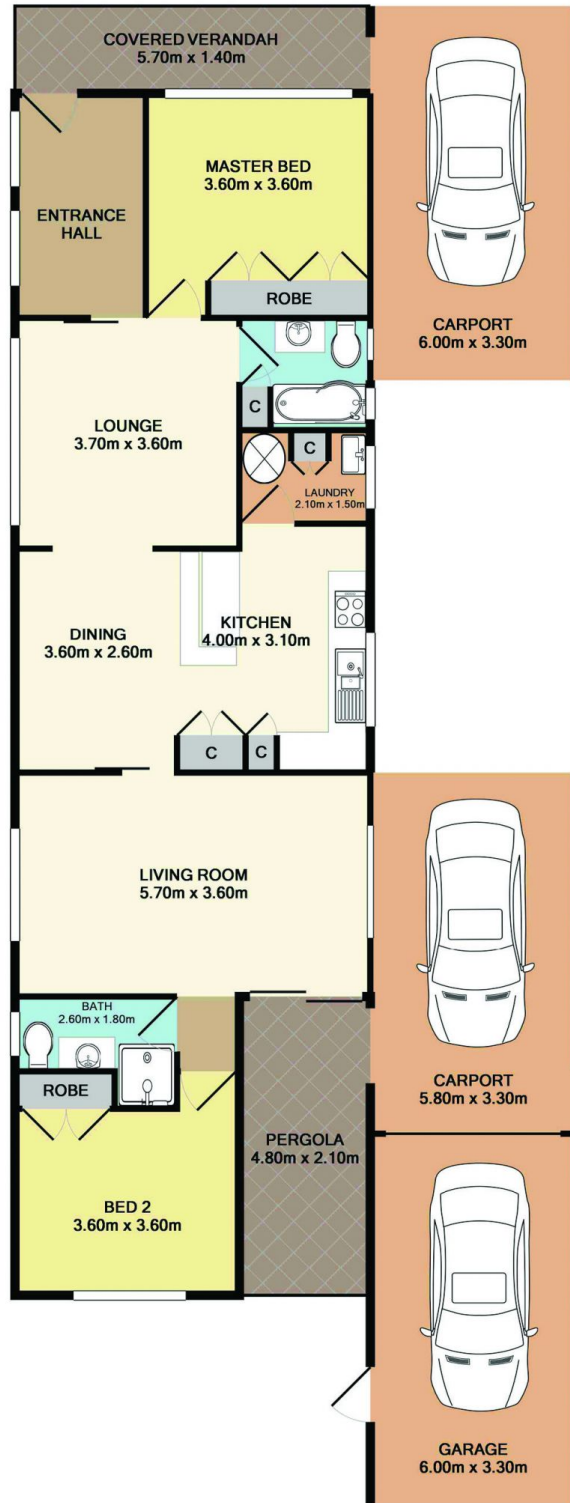 COVERED VERANDAH
5.70m x 1.40m
MASTER BED
3.60m x 3.60m
ENTRANCE
HALL
ROBE
CARPORT
6.00m x 3.30m
LOUNGE
3.70m x 3.60m
C
C
LAUNDRY
2.10m x 1.50m
KITCHEN
4.00m x 3.10m
DINING
3.60m x 2.60m
C
C
LIVING ROOM
5.70m x 3.60m
BATH
2.60m x 1.80m
ROBE
CARPORT
5.80m x 3.30m
PERGOLA
4.80m x 2.10m
BED 2
3.60m x 3.60m
GARAGE
6.00m x 3.30m